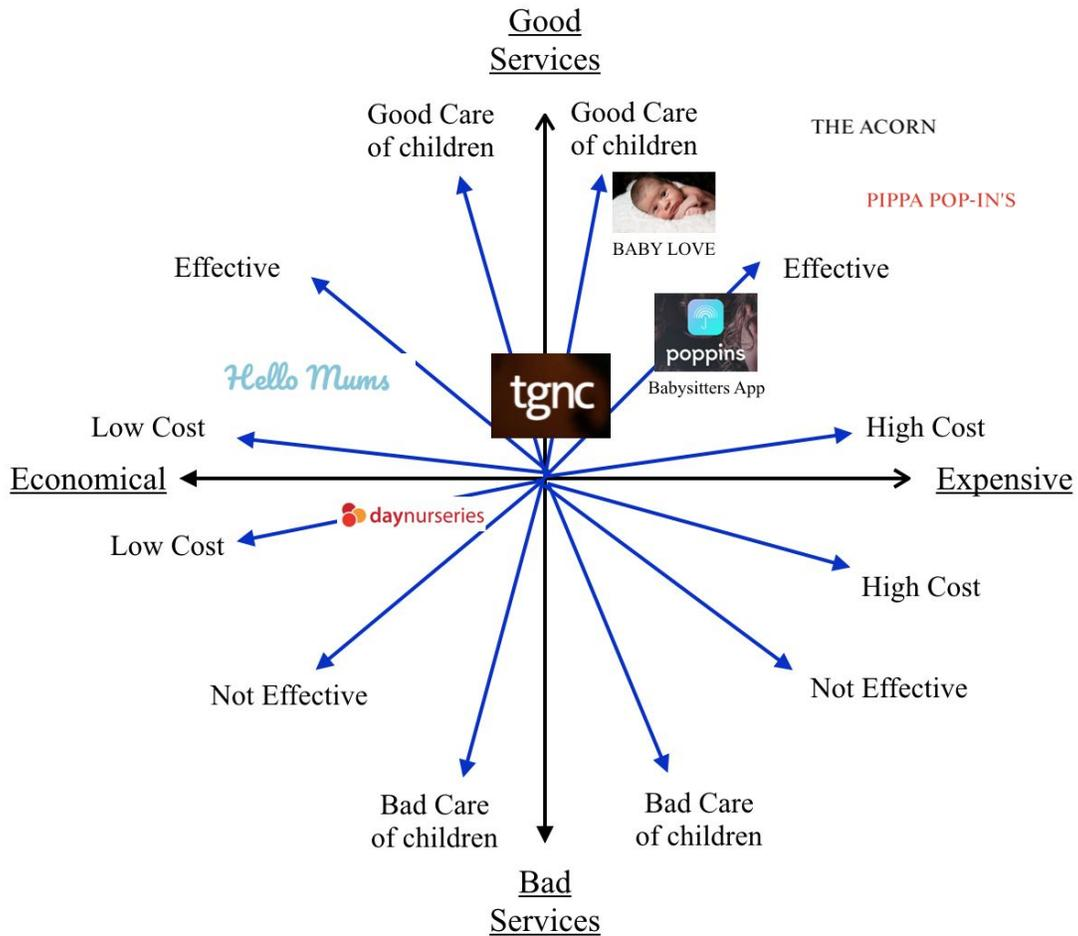 Good
Services
Good Care
of children
Good Care
of children
THE ACORN
PIPPA POP-IN'S
BABY LOVE
Effective
Effective
poppins
Babysitters App
Hello Mums
tgnc
Low Cost
High Cost
Economical
Expensive
daynurseries
Low Cost
High Cost
Not Effective
Not Effective
Bad Care
of children
Bad Care
of children
Bad
Services